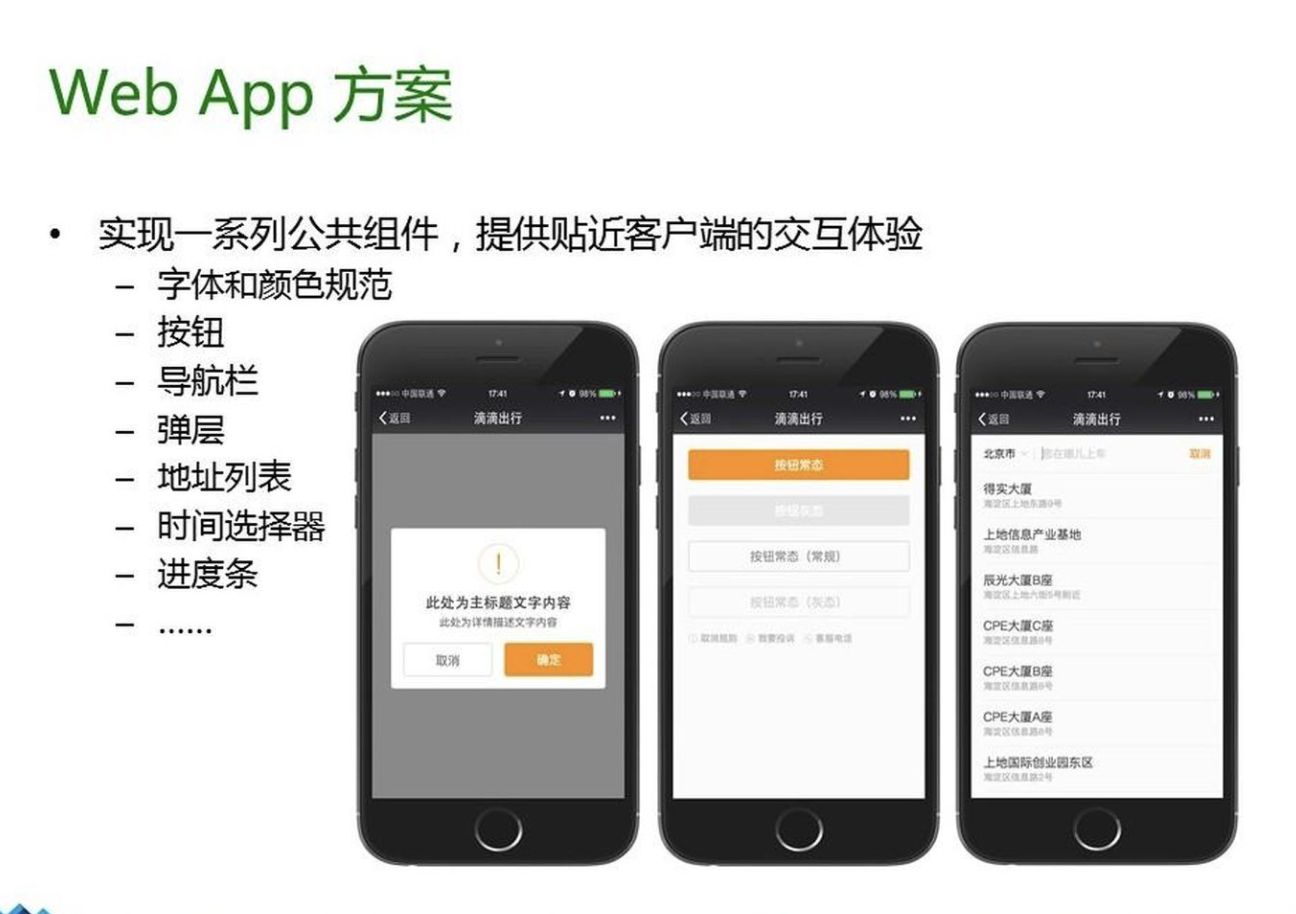 Web App 方案
• 实现一系列公共组件，提供贴近客户端的交互体验
– 字体和颜色规范
– 按钮
– 导航栏
– 弹层
– 地址列表
– 时间选择器
– 进度条
– ……
中国联通 17:41 98%
返回 滴滴出行
此处为主标题文字内容
此处为详情描述文字内容
取消 确定
中国联通 17:41 98%
返回 滴滴出行
按钮常态
按钮灰态
按钮常态（常规）
按钮常态（灰态）
取消规则 我要投诉 客服电话
中国联通 17:41 98%
返回 滴滴出行
北京市 您在哪儿上车 取消
得实大厦
海淀区上地东路9号
上地信息产业基地
海淀区信息路
辰光大厦B座
海淀区上地六街5号附近
CPE大厦C座
海淀区信息路8号
CPE大厦B座
海淀区信息路8号
CPE大厦A座
海淀区信息路8号
上地国际创业园东区
海淀区信息路2号